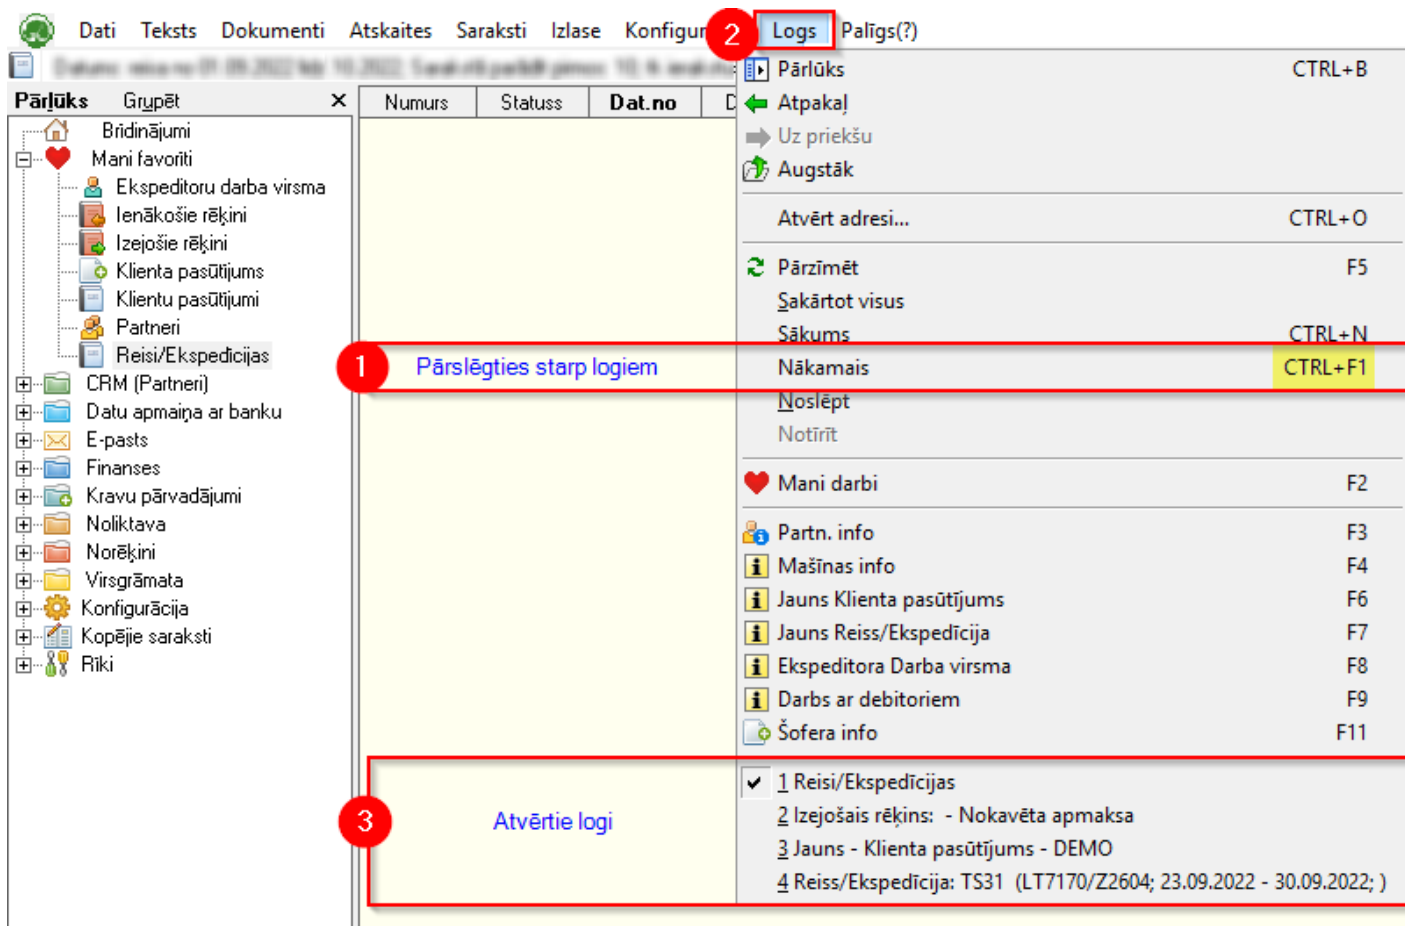 Dati Teksts Dokumenti Atskaites Saraksti Izlase Konfigur 2 Logs Palīgs(?)
Pārlūks Grupēt X Numurs Statuss Dat.no D
Brīdinājumi
Mani favorīti
Ekspeditoru darba virsma
Ienākošie rēķini
Izejošie rēķini
Klienta pasūtījums
Klientu pasūtījumi
Partneri
Reisi/Ekspedīcijas
CRM (Partneri)
Datu apmaiņa ar banku
E-pasts
Finanses
Kravu pārvadājumi
Noliktava
Norēķini
Virsgrāmata
Konfigurācija
Kopējie saraksti
Rīki
Pārlūks CTRL+B
Atpakaļ
Uz priekšu
Augstāk
Atvērt adresi... CTRL+O
Pārzīmēt F5
Sakārtot visus
Sākums CTRL+N
1 Pārslēgties starp logiem Nākamais CTRL+F1
Noslēpt
Notīrīt
Mani darbi F2
Partn. info F3
Mašīnas info F4
Jauns Klienta pasūtījums F6
Jauns Reiss/Ekspedīcija F7
Ekspeditora Darba virsma F8
Darbs ar debitoriem F9
Šofera info F11
3 Atvērtie logi
1 Reisi/Ekspedīcijas
2 Izejošais rēķins: - Nokavēta apmaksa
3 Jauns - Klienta pasūtījums - DEMO
4 Reiss/Ekspedīcija: TS31 (LT7170/Z2604; 23.09.2022 - 30.09.2022; )